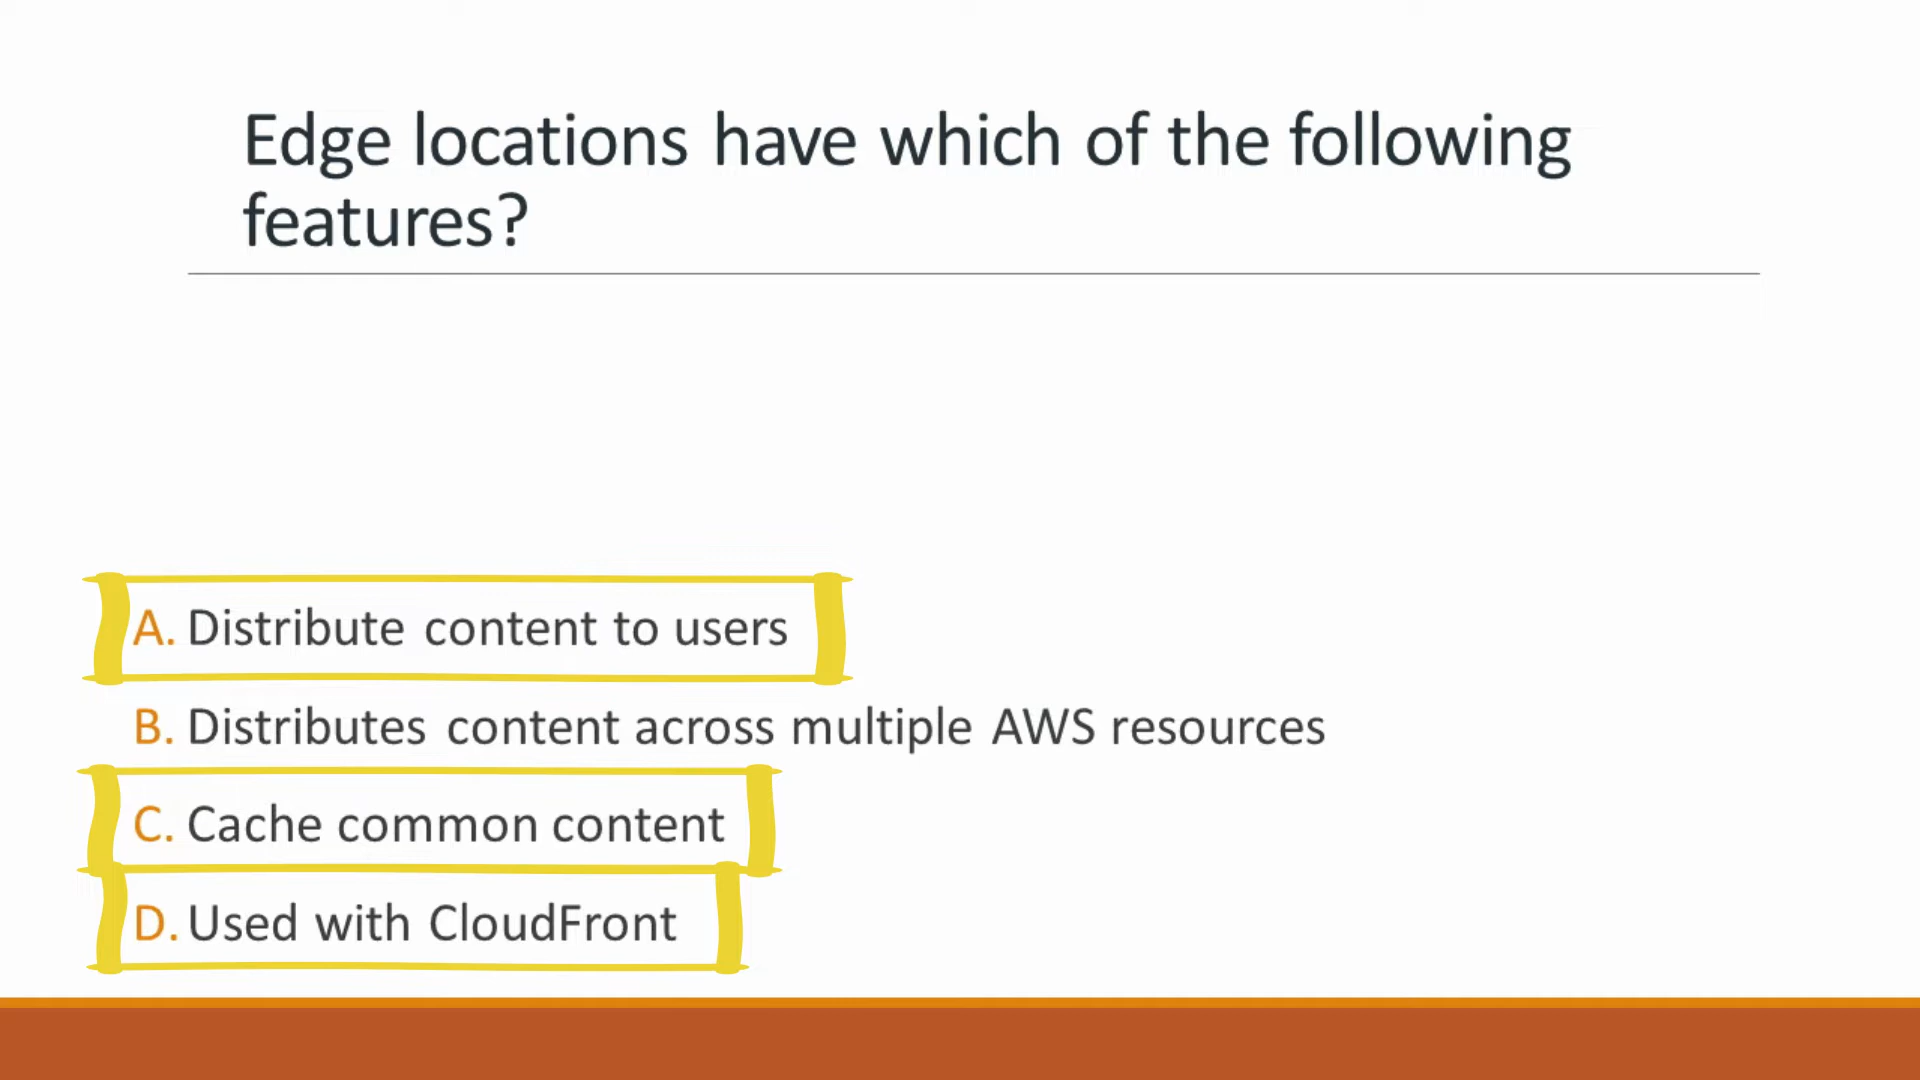 Edge locations have which of the following
features?
A. Distribute content to users
B. Distributes content across multiple AWS resources
C. Cache common content
D. Used with CloudFront